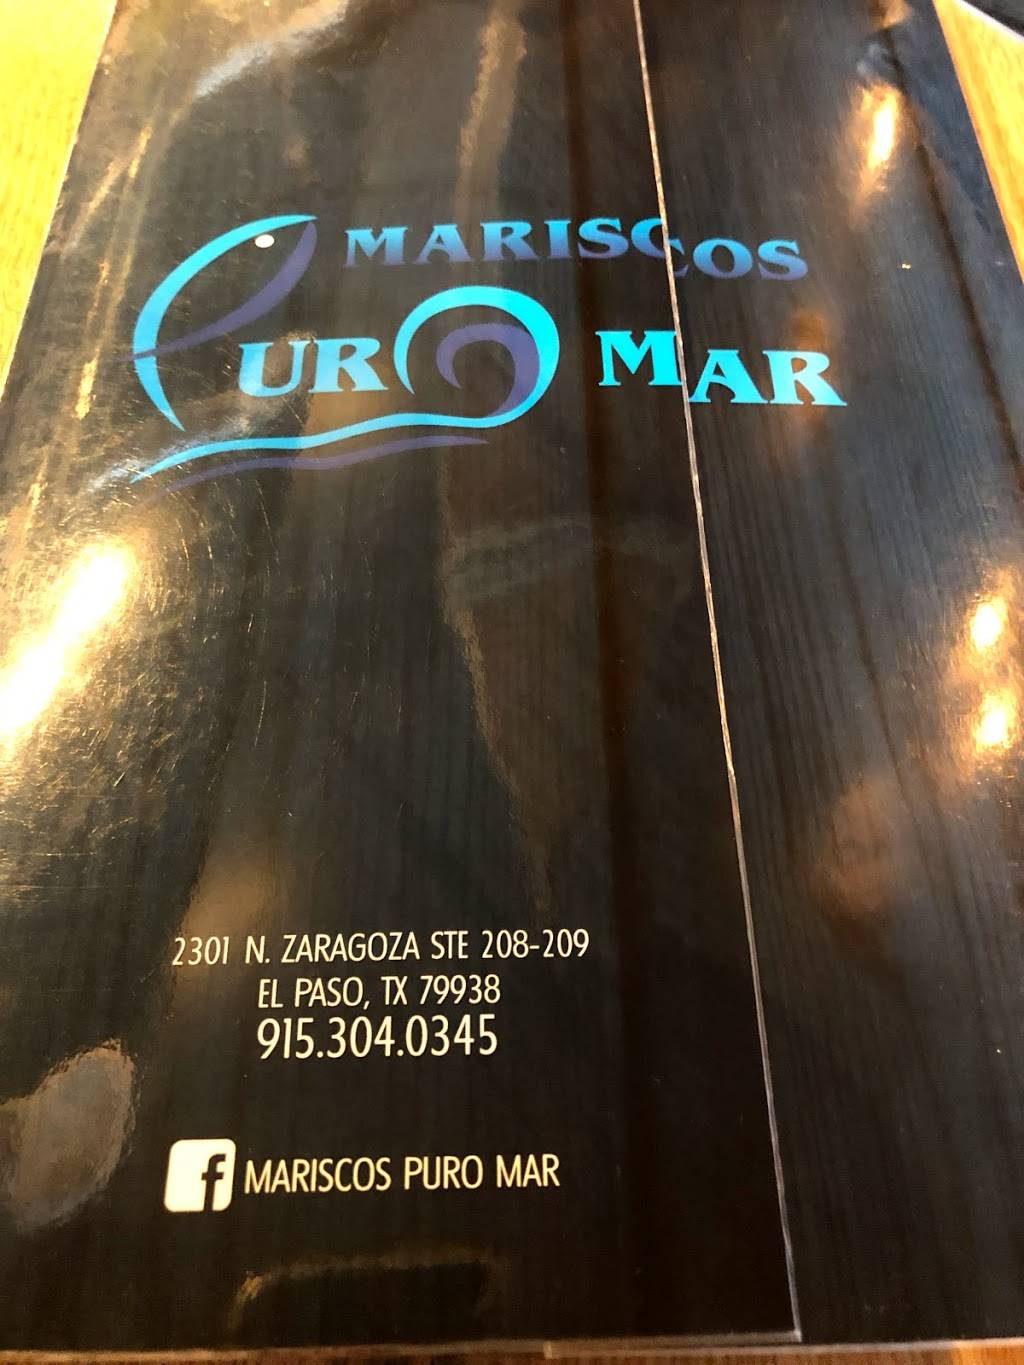 MARISCOS
PURO MAR
2301 N. ZARAGOZA STE 208-209
EL PASO, TX 79938
915.304.0345
f MARISCOS PURO MAR